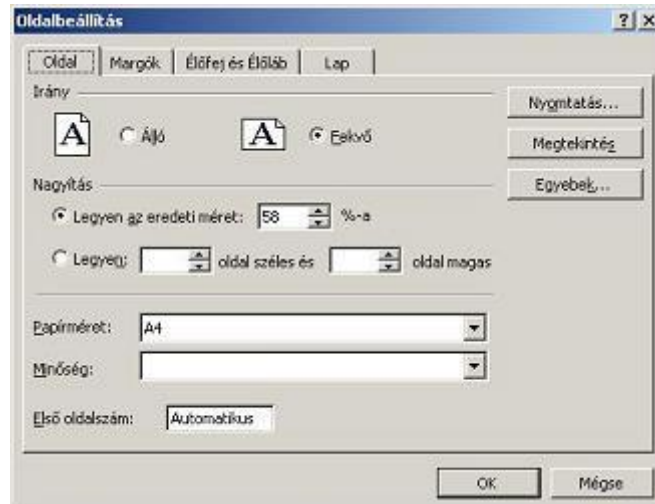 Oldalbeállítás
Oldal Margók Élőfej és Élőláb Lap
Irány
A Álló A Fekvő
Nyomtatás...
Megtekintés
Nagyítás
Egyebek...
Legyen az eredeti méret: 58 %-a
Legyen: oldal széles és oldal magas
Papírméret: A4
Minőség:
Első oldalszám: Automatikus
OK Mégse